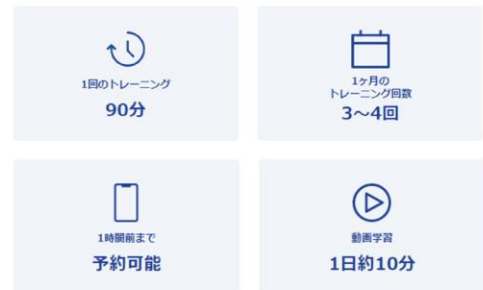 1回のトレーニング
90分
1ヶ月の
トレーニング回数
3～4回
1時間前まで
予約可能
動画学習
1日約10分